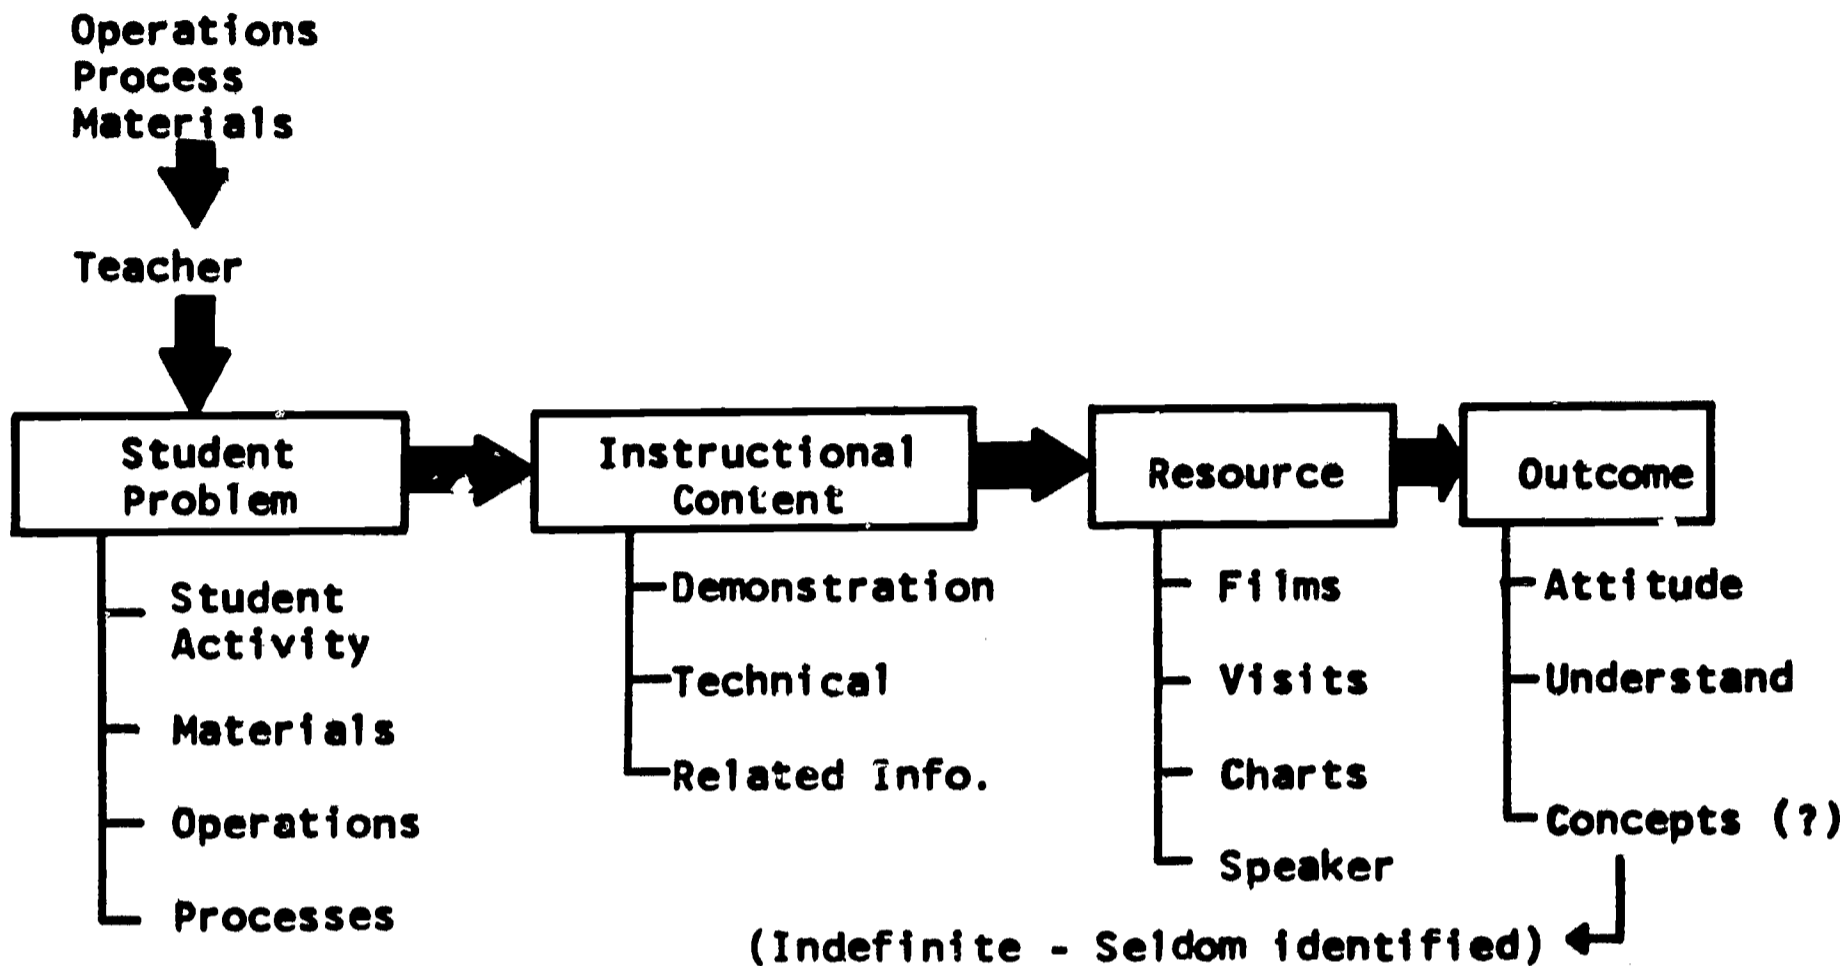 Operations
Process
Materials
Teacher
Student
Problem
Instructional
Content
Resource
Outcome
Student
Activity
Materials
Operations
Processes
Demonstration
Technical
Related Info.
Films
Visits
Charts
Speaker
Attitude
Understand
Concepts (?)
(Indefinite - Seldom identified)